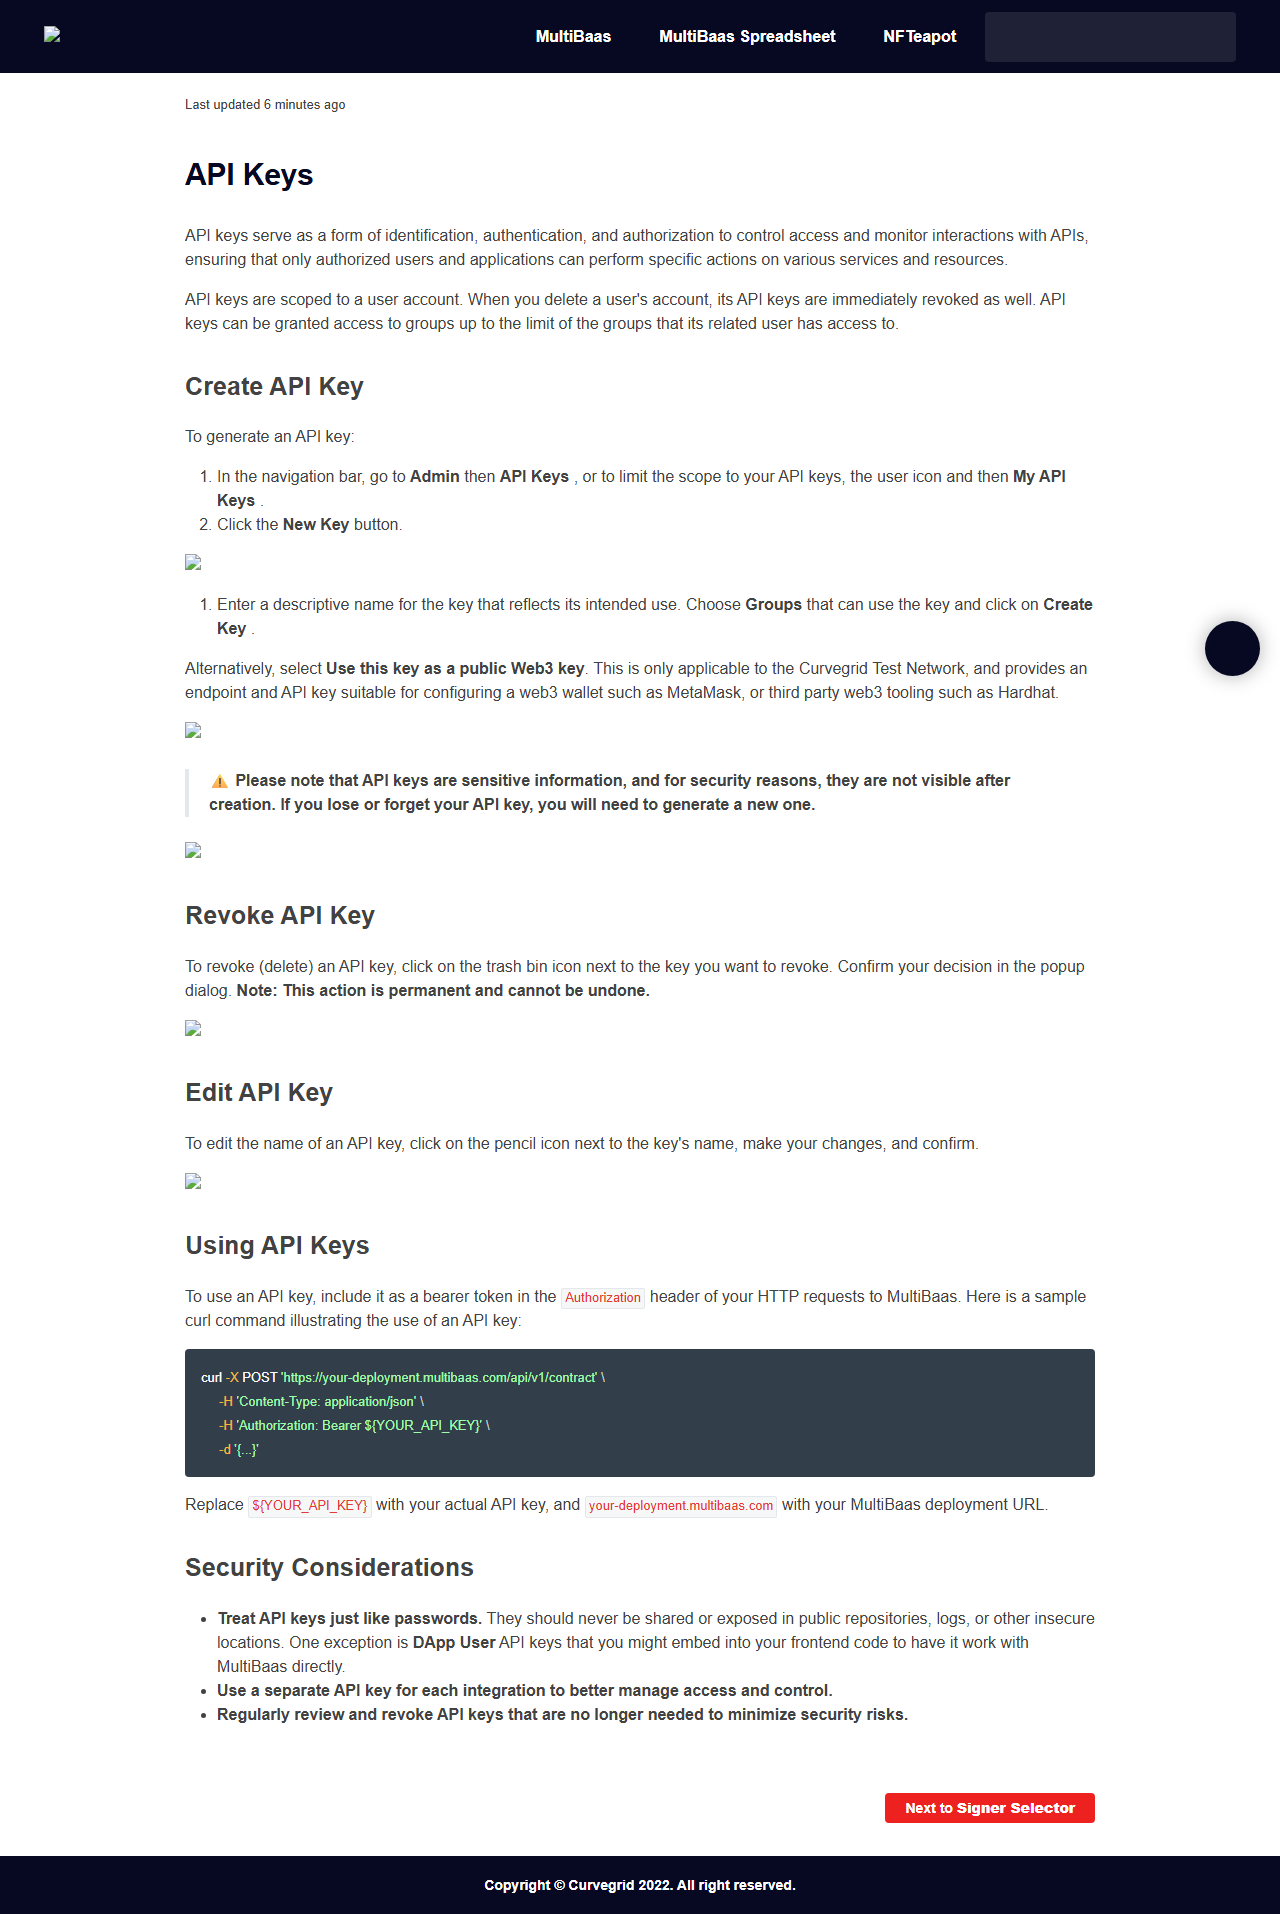 MultiBaas MultiBaas Spreadsheet NFTeapot
Last updated 6 minutes ago
API Keys
API keys serve as a form of identification, authentication, and authorization to control access and monitor interactions with APIs,
ensuring that only authorized users and applications can perform specific actions on various services and resources.
API keys are scoped to a user account. When you delete a user's account, its API keys are immediately revoked as well. API
keys can be granted access to groups up to the limit of the groups that its related user has access to.
Create API Key
To generate an API key:
1. In the navigation bar, go to Admin then API Keys , or to limit the scope to your API keys, the user icon and then My API
Keys .
2. Click the New Key button.
1. Enter a descriptive name for the key that reflects its intended use. Choose Groups that can use the key and click on Create
Key .
Alternatively, select Use this key as a public Web3 key. This is only applicable to the Curvegrid Test Network, and provides an
endpoint and API key suitable for configuring a web3 wallet such as MetaMask, or third party web3 tooling such as Hardhat.
⚠️ Please note that API keys are sensitive information, and for security reasons, they are not visible after
creation. If you lose or forget your API key, you will need to generate a new one.
Revoke API Key
To revoke (delete) an API key, click on the trash bin icon next to the key you want to revoke. Confirm your decision in the popup
dialog. Note: This action is permanent and cannot be undone.
Edit API Key
To edit the name of an API key, click on the pencil icon next to the key's name, make your changes, and confirm.
Using API Keys
To use an API key, include it as a bearer token in the Authorization header of your HTTP requests to MultiBaas. Here is a sample
curl command illustrating the use of an API key:
curl -X POST 'https://your-deployment.multibaas.com/api/v1/contract' \
-H 'Content-Type: application/json' \
-H 'Authorization: Bearer ${YOUR_API_KEY}' \
-d '{...}'
Replace ${YOUR_API_KEY} with your actual API key, and your-deployment.multibaas.com with your MultiBaas deployment URL.
Security Considerations
• Treat API keys just like passwords. They should never be shared or exposed in public repositories, logs, or other insecure
locations. One exception is DApp User API keys that you might embed into your frontend code to have it work with
MultiBaas directly.
• Use a separate API key for each integration to better manage access and control.
• Regularly review and revoke API keys that are no longer needed to minimize security risks.
Next to Signer Selector
Copyright © Curvegrid 2022. All right reserved.